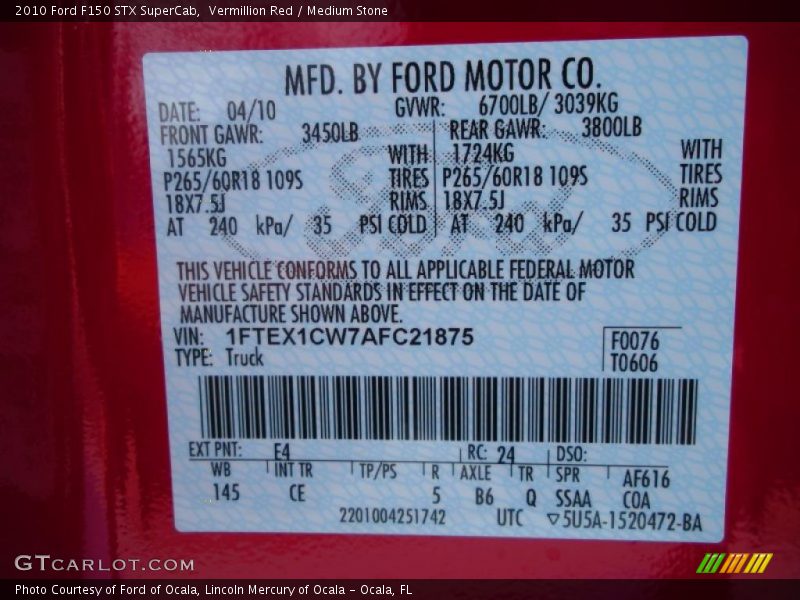 2010 Ford F150 STX SuperCab,  Vermillion Red / Medium Stone
MFD. BY FORD MOTOR CO.
DATE: 04/10 GVWR: 6700LB/ 3039KG
FRONT GAWR: 3450LB REAR GAWR: 3800LB
1565KG WITH 1724KG WITH
P265/60R18 109S TIRES P265/60R18 109S TIRES
18X7.5J RIMS 18X7.5J RIMS
AT 240 kPa/ 35 PSI COLD AT 240 kPa/ 35 PSI COLD
THIS VEHICLE CONFORMS TO ALL APPLICABLE FEDERAL MOTOR
VEHICLE SAFETY STANDARDS IN EFFECT ON THE DATE OF
MANUFACTURE SHOWN ABOVE.
VIN: 1FTEX1CW7AFC21875 F0076
TYPE: Truck T0606
EXT PNT: E4 RC: 24 DSO:
WB INT TR TP/PS R AXLE TR SPR AF616
145 CE 5 B6 Q SSAA COA
2201004251742 UTC ▽5U5A-1520472-BA
GTCARLOT.COM
Photo Courtesy of Ford of Ocala, Lincoln Mercury of Ocala - Ocala, FL